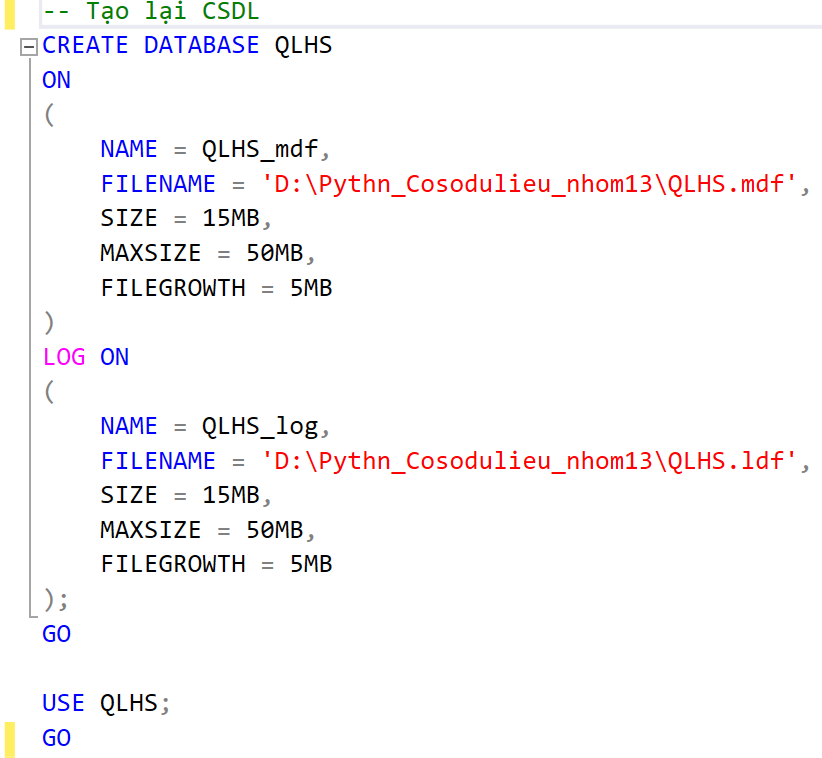 -- Tạo lại CSDL
CREATE DATABASE QLHS
ON
(
    NAME = QLHS_mdf,
    FILENAME = 'D:\Pythn_Cosodulieu_nhom13\QLHS.mdf',
    SIZE = 15MB,
    MAXSIZE = 50MB,
    FILEGROWTH = 5MB
)
LOG ON
(
    NAME = QLHS_log,
    FILENAME = 'D:\Pythn_Cosodulieu_nhom13\QLHS.ldf',
    SIZE = 15MB,
    MAXSIZE = 50MB,
    FILEGROWTH = 5MB
);
GO

USE QLHS;
GO